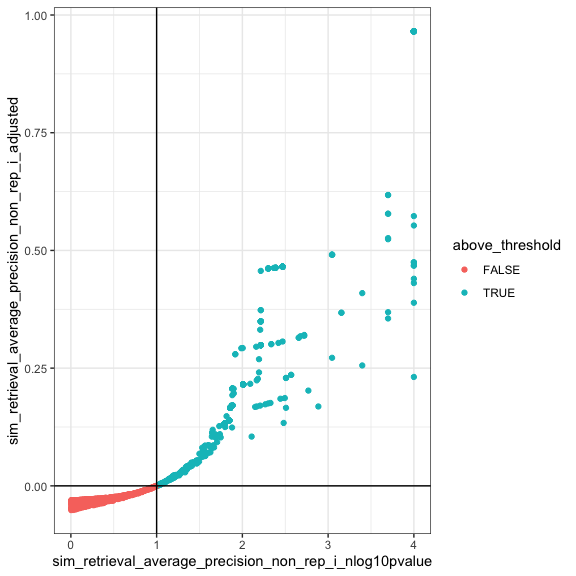 sim_retrieval_average_precision_non_rep_i_adjusted
1.00
0.75
0.50
0.25
0.00
0 1 2 3 4
sim_retrieval_average_precision_non_rep_i_nlog10pvalue
above_threshold
FALSE
TRUE